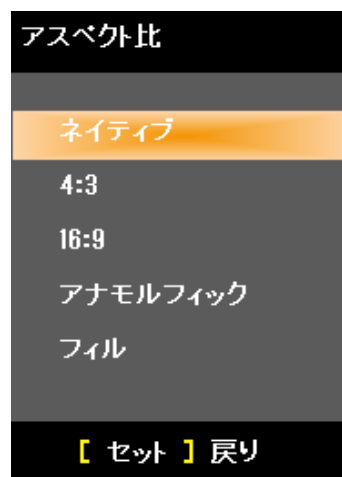 アスペクト比
ネイティブ
4:3
16:9
アナモルフィック
フィル
[ セット ] 戻り